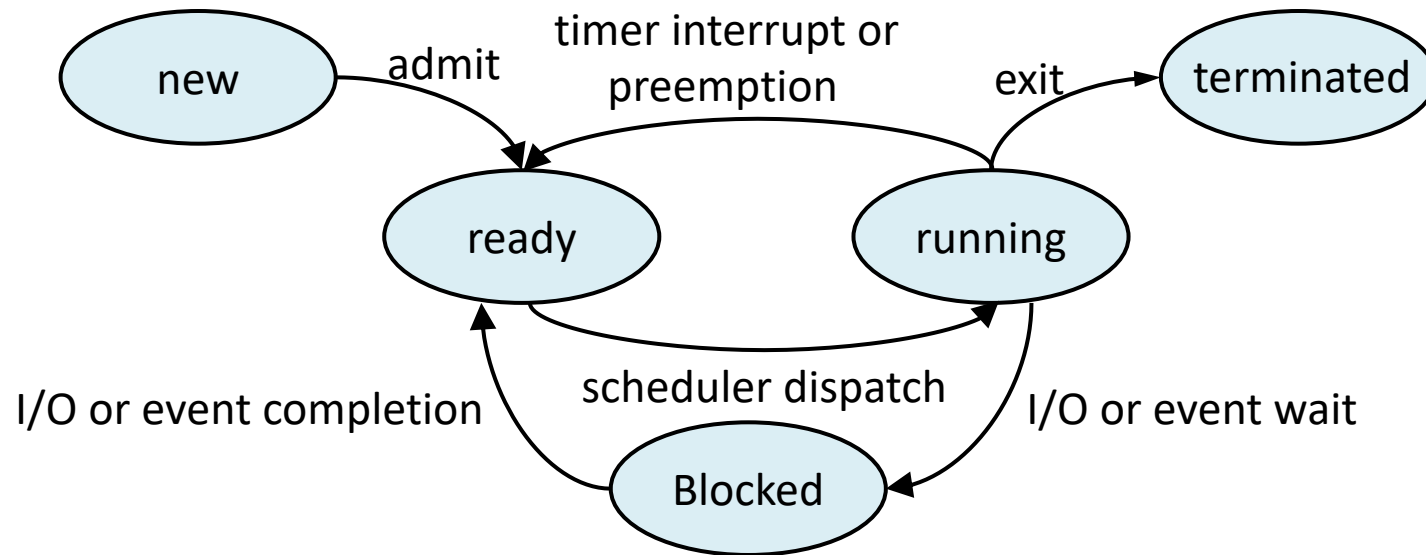 timer interrupt or
new
admit
preemption
exit
terminated
ready
running
scheduler dispatch
I/O or event completion
I/O or event wait
Blocked